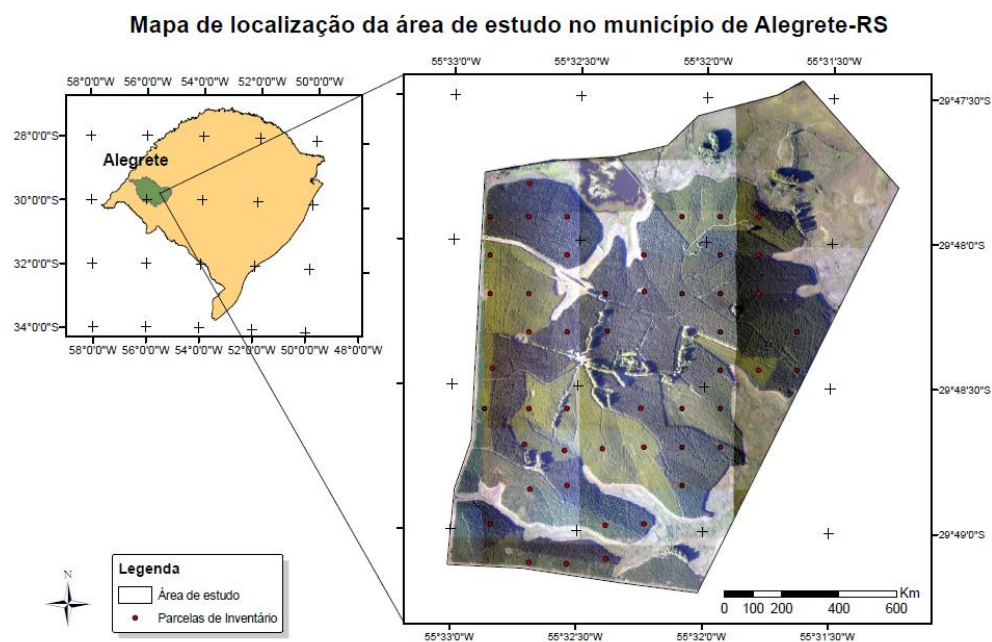 Mapa de localização da área de estudo no município de Alegrete-RS
58°0'0"W 56°0'0"W 54°0'0"W 52°0'0"W 50°0'0"W
28°0'0"S
30°0'0"S
32°0'0"S
34°0'0"S
Alegrete
58°0'0"W 56°0'0"W 54°0'0"W 52°0'0"W 50°0'0"W 48°0'0"W
55°33'0"W 55°32'30"W 55°32'0"W 55°31'30"W
29°47'30"S
29°48'0"S
29°48'30"S
29°49'0"S
55°33'0"W 55°32'30"W 55°32'0"W 55°31'30"W
Km
0 100 200 400 600
N
Legenda
Área de estudo
Parcelas de Inventário